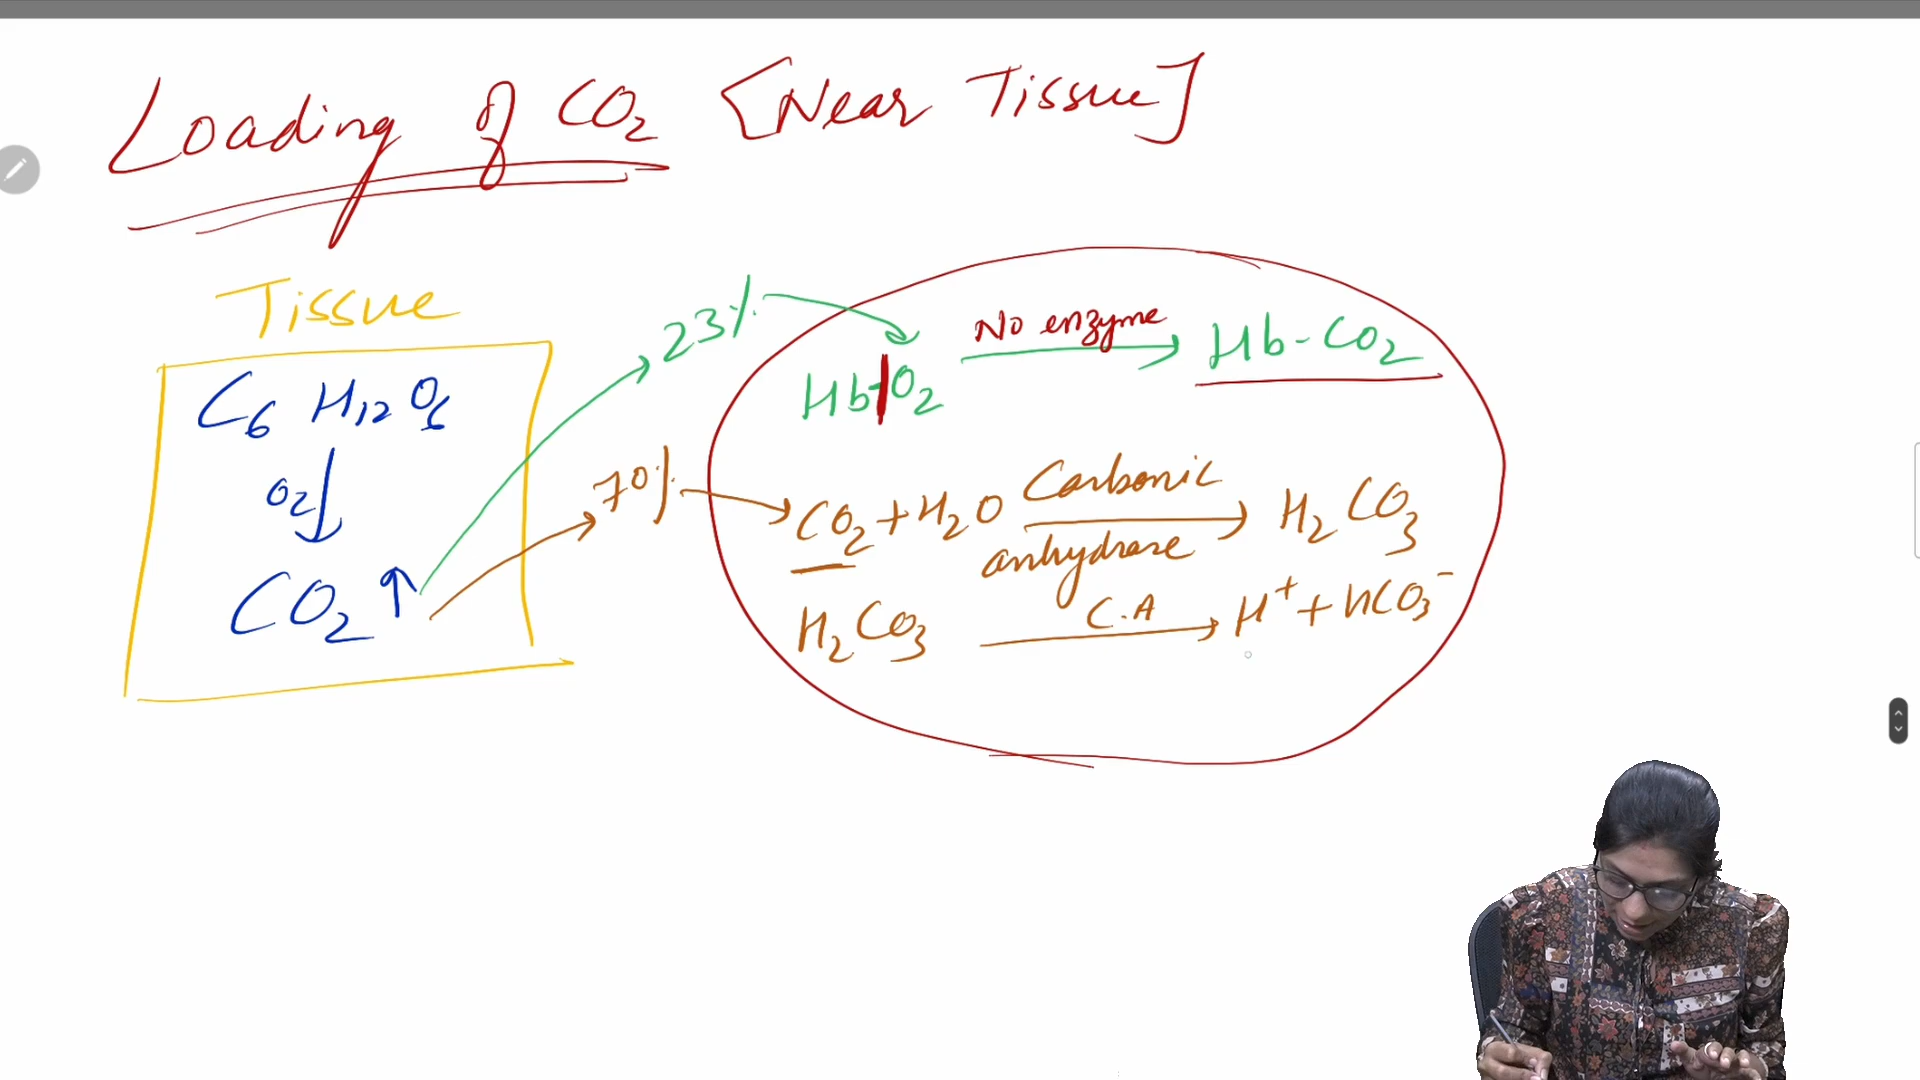 Loading of CO₂ [Near Tissue]
Tissue
C₆ H₁₂ O₆
O₂
CO₂ ↑
23%
70%
No enzyme
Hb-O₂ → Hb-CO₂
Carbonic
CO₂ + H₂O → H₂CO₃
anhydrase
C.A
H₂CO₃ → H⁺ + HCO₃⁻